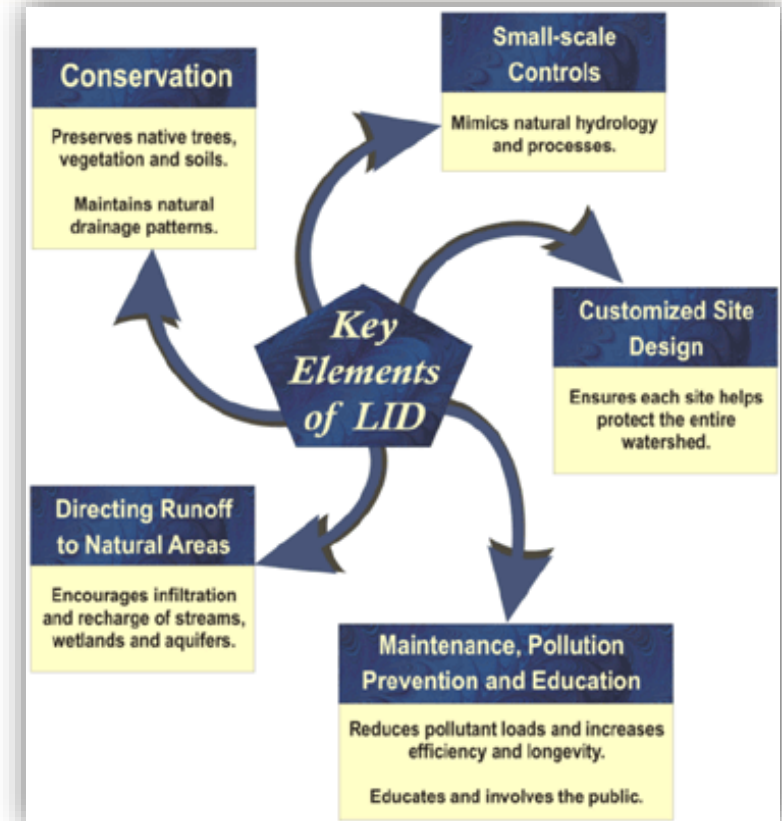 Conservation
Preserves native trees,
vegetation and soils.
Maintains natural
drainage patterns.
Small-scale
Controls
Mimics natural hydrology
and processes.
Key
Elements
of LID
Customized Site
Design
Ensures each site helps
protect the entire
watershed.
Directing Runoff
to Natural Areas
Encourages infiltration
and recharge of streams,
wetlands and aquifers.
Maintenance, Pollution
Prevention and Education
Reduces pollutant loads and increases
efficiency and longevity.
Educates and involves the public.